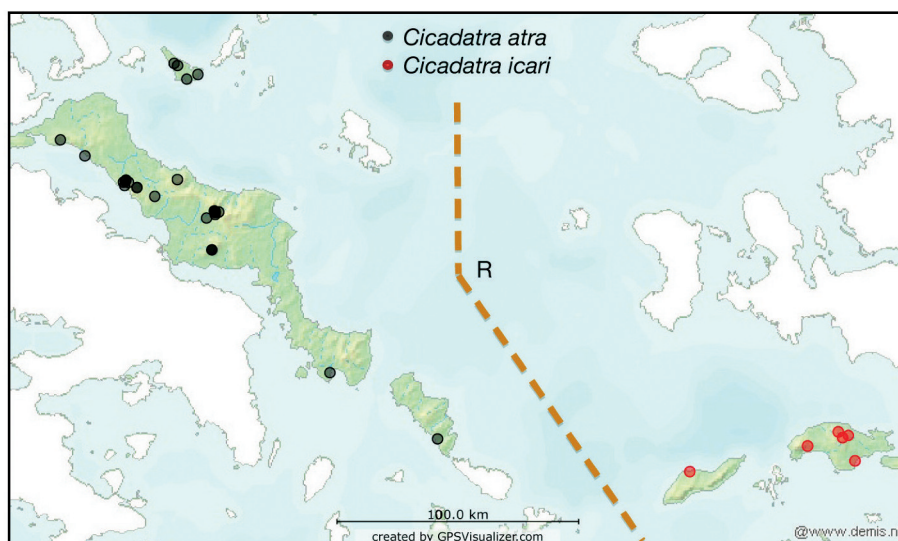 Cicadatra atra
Cicadatra icari
R
100.0 km
created by GPSVisualizer.com
@www.demis.n